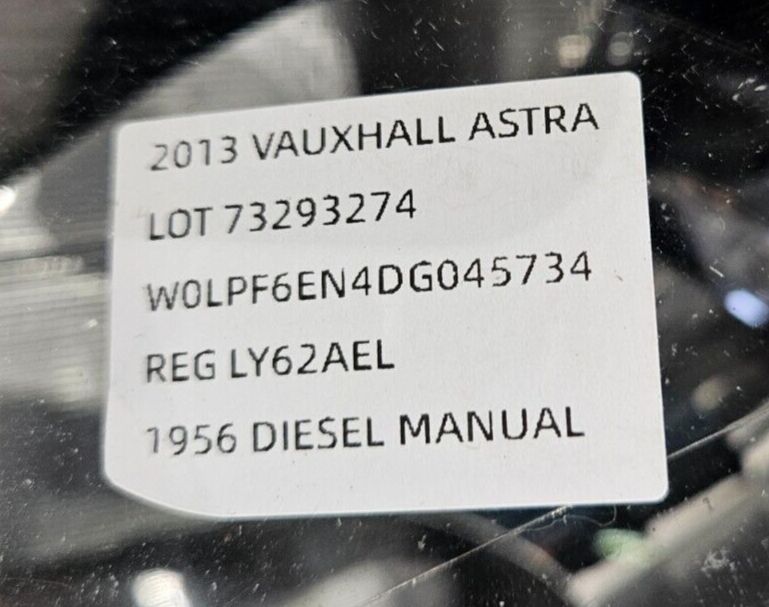 2013 VAUXHALL ASTRA
LOT 73293274
W0LPF6EN4DG045734
REG LY62AEL
1956 DIESEL MANUAL